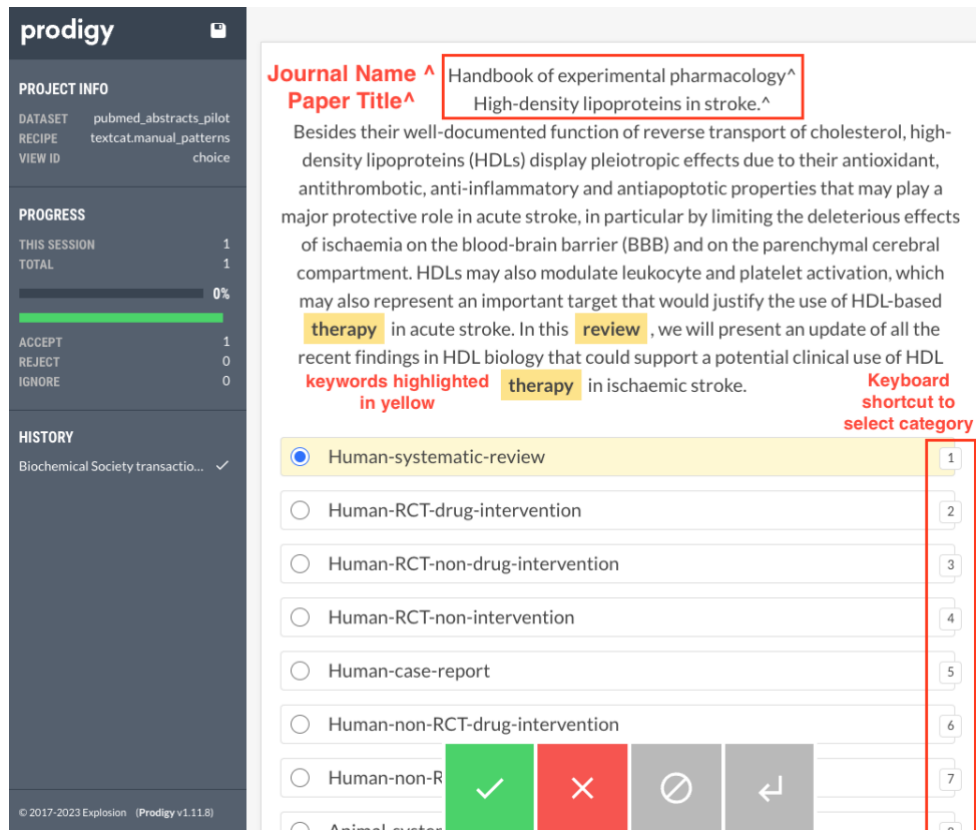 prodigy
PROJECT INFO
DATASET pubmed_abstracts_pilot
RECIPE textcat.manual_patterns
VIEW ID choice
PROGRESS
THIS SESSION 1
TOTAL 1
0%
ACCEPT 1
REJECT 0
IGNORE 0
HISTORY
Biochemical Society transactio...
© 2017-2023 Explosion (Prodigy v1.11.8)
Journal Name ^
Paper Title^
Handbook of experimental pharmacology^
High-density lipoproteins in stroke.^
Besides their well-documented function of reverse transport of cholesterol, high-
density lipoproteins (HDLs) display pleiotropic effects due to their antioxidant,
antithrombotic, anti-inflammatory and antiapoptotic properties that may play a
major protective role in acute stroke, in particular by limiting the deleterious effects
of ischaemia on the blood-brain barrier (BBB) and on the parenchymal cerebral
compartment. HDLs may also modulate leukocyte and platelet activation, which
may also represent an important target that would justify the use of HDL-based
therapy in acute stroke. In this review , we will present an update of all the
recent findings in HDL biology that could support a potential clinical use of HDL
therapy in ischaemic stroke.
keywords highlighted
in yellow
Keyboard
shortcut to
select category
Human-systematic-review 1
Human-RCT-drug-intervention 2
Human-RCT-non-drug-intervention 3
Human-RCT-non-intervention 4
Human-case-report 5
Human-non-RCT-drug-intervention 6
Human-non-R 7